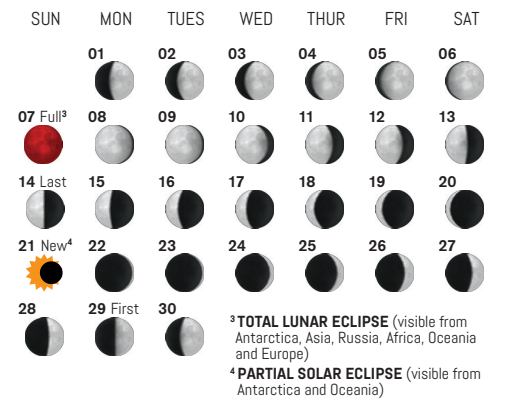 SUN MON TUES WED THUR FRI SAT
01 02 03 04 05 06
07 Full³ 08 09 10 11 12 13
14 Last 15 16 17 18 19 20
21 New⁴ 22 23 24 25 26 27
28 29 First 30
³ TOTAL LUNAR ECLIPSE (visible from
Antarctica, Asia, Russia, Africa, Oceania
and Europe)
⁴ PARTIAL SOLAR ECLIPSE (visible from
Antarctica and Oceania)